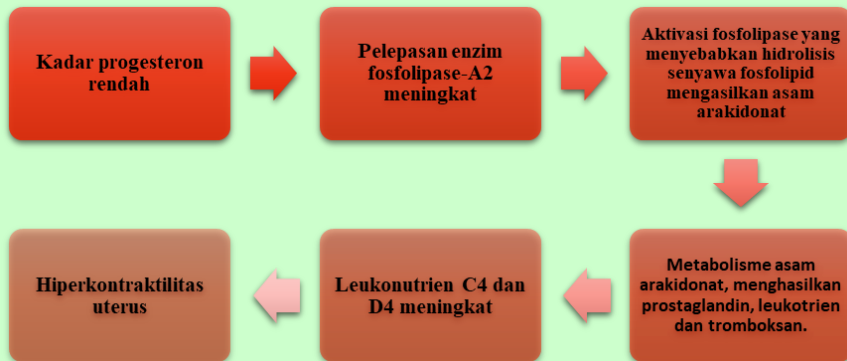 Kadar progesteron
rendah
Pelepasan enzim
fosfolipase-A2
meningkat
Aktivasi fosfolipase yang
menyebabkan hidrolisis
senyawa fosfolipid
mengasilkan asam
arakidonat
Metabolisme asam
arakidonat, menghasilkan
prostaglandin, leukotrien
dan tromboksan.
Leukonutrien C4 dan
D4 meningkat
Hiperkontraktilitas
uterus